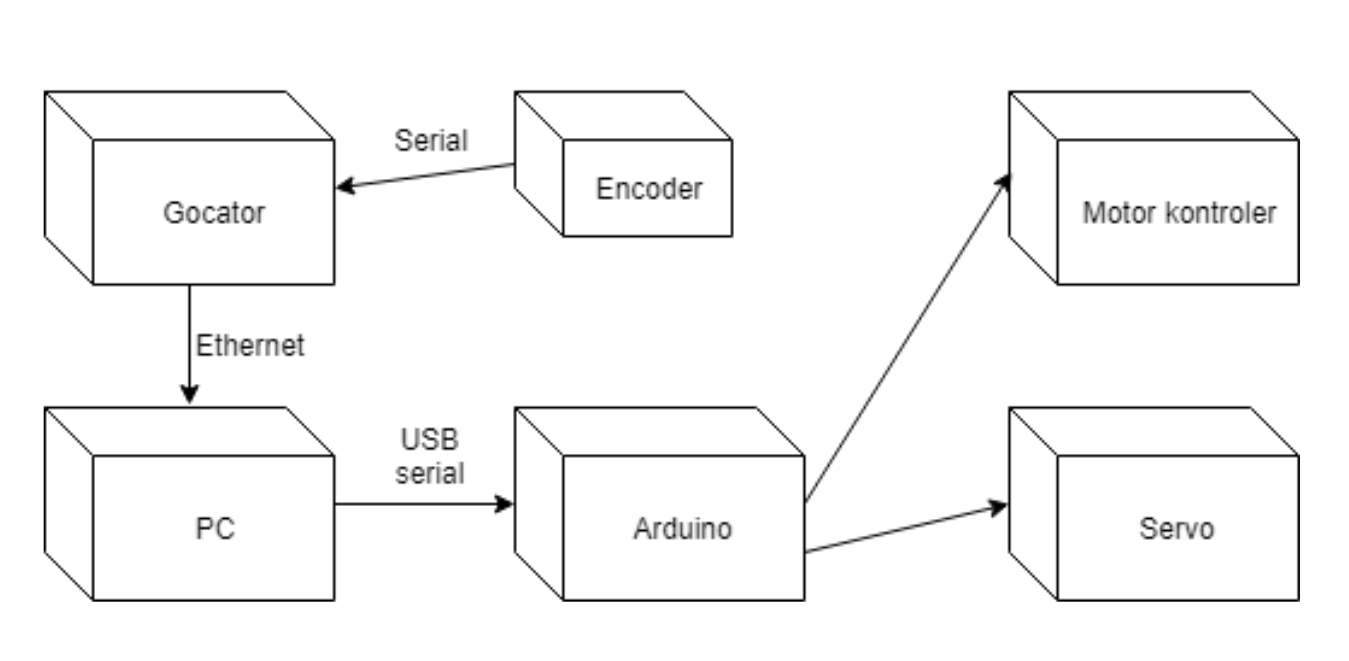 Serial
Gocator
Encoder
Motor kontroler
Ethernet
USB
serial
PC
Arduino
Servo